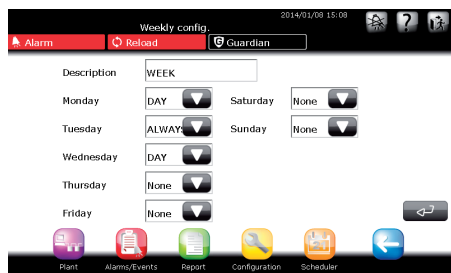 2014/01/08 15:08
Weekly config.
?
Alarm Reload G Guardian
Description WEEK
Monday DAY Saturday None
Tuesday ALWAYS Sunday None
Wednesday DAY
Thursday None
Friday None
Plant Alarms/Events Report Configuration Scheduler